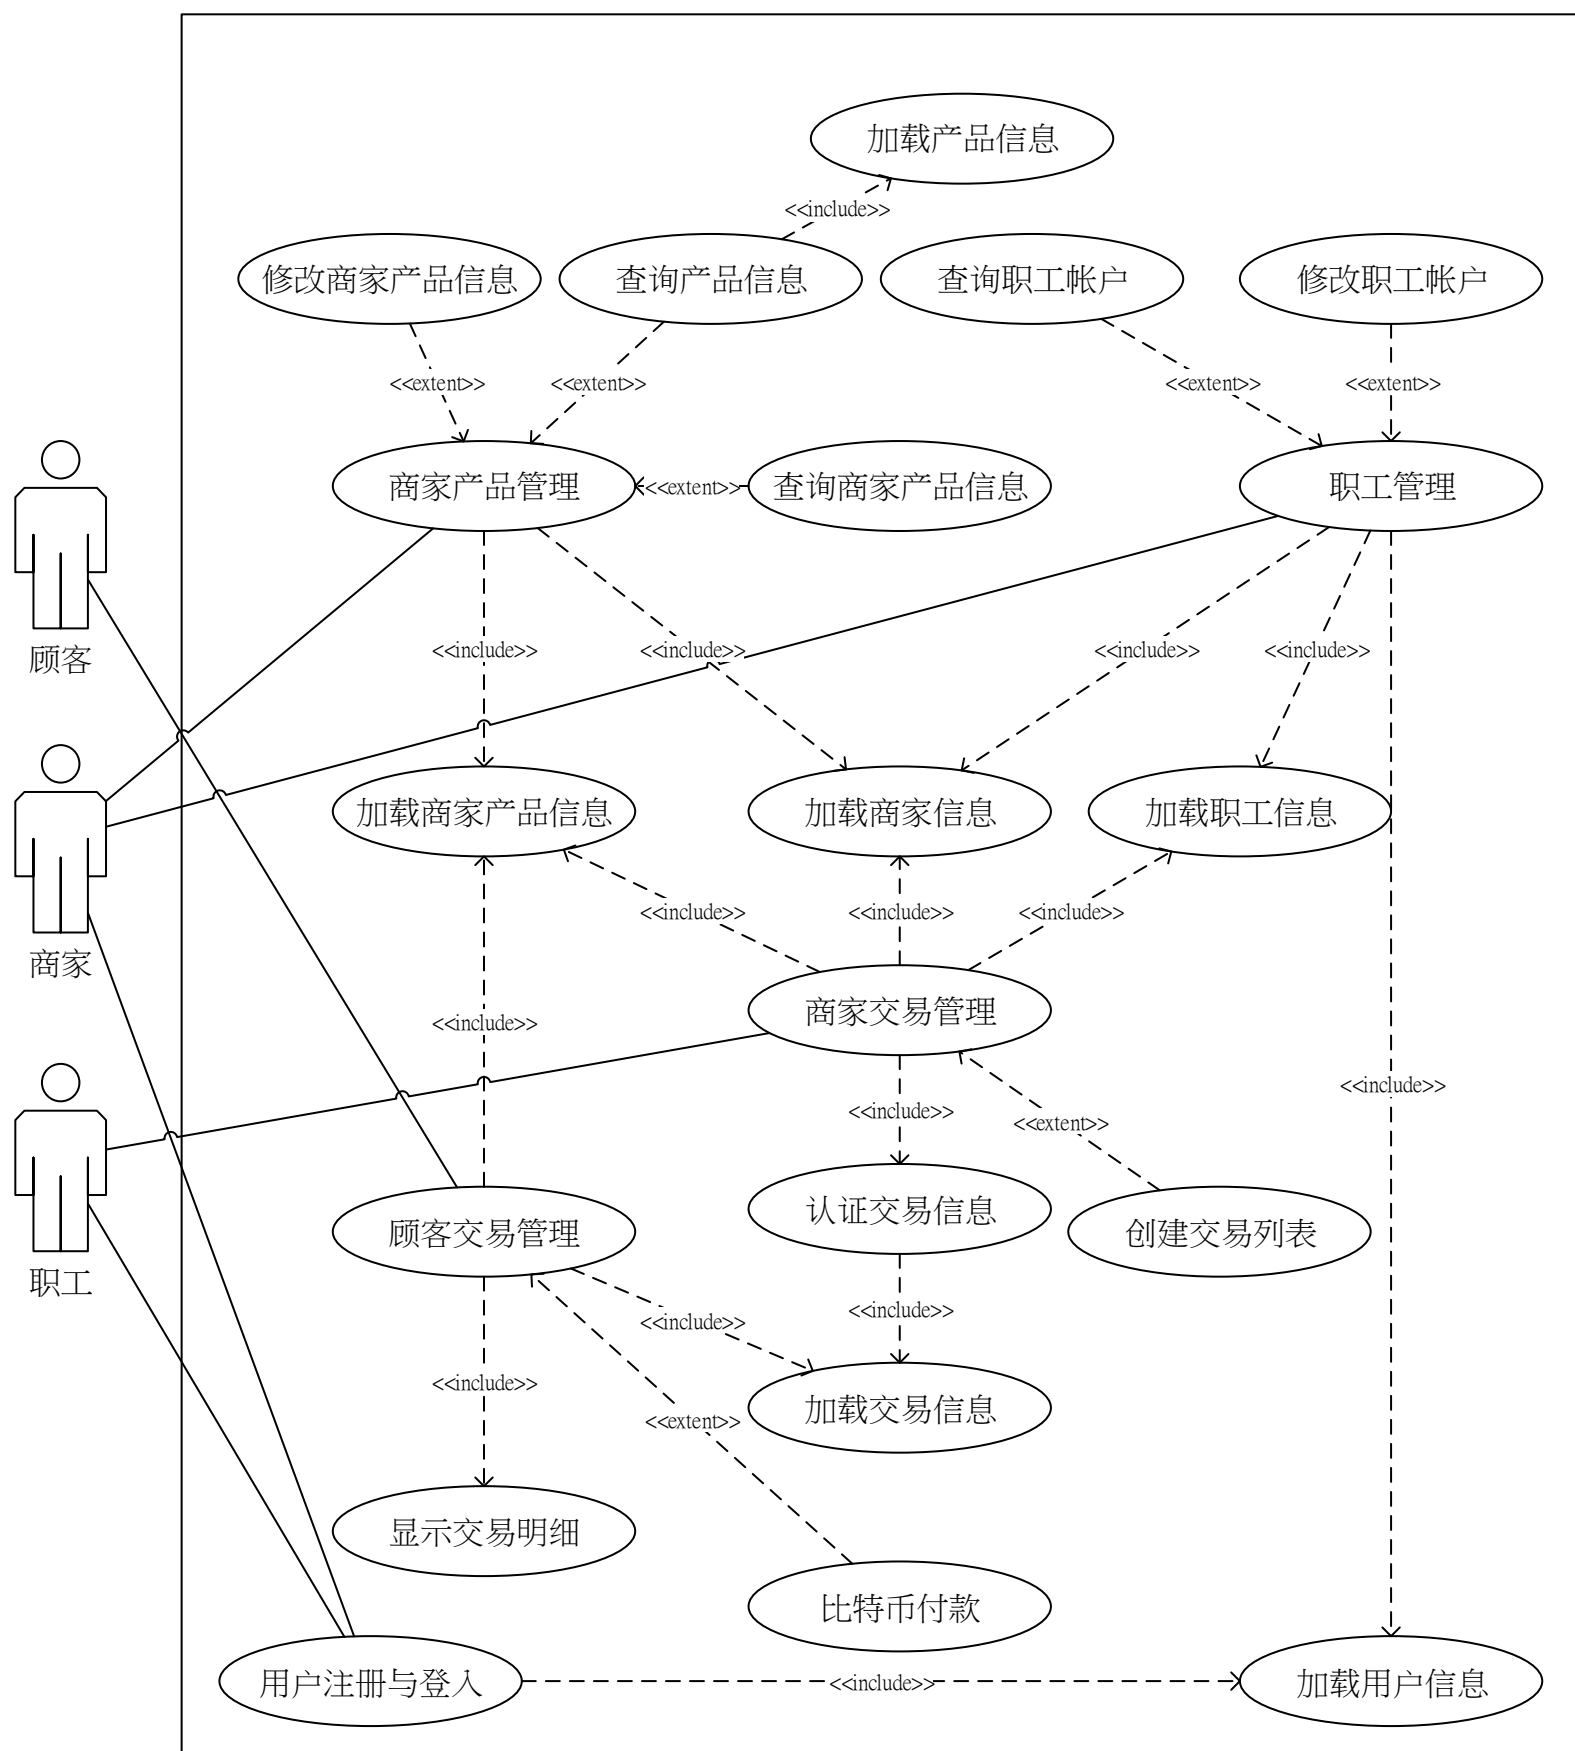 加载产品信息
<<include>>
修改商家产品信息
查询产品信息
查询职工帐户
修改职工帐户
<<extent>>
<<extent>>
<<extent>>
<<extent>>
商家产品管理
<<extent>>
查询商家产品信息
职工管理
顾客
<<include>>
<<include>>
<<include>>
<<include>>
加载商家产品信息
加载商家信息
加载职工信息
商家
<<include>>
<<include>>
<<include>>
商家交易管理
<<include>>
<<include>>
<<include>>
<<extent>>
认证交易信息
顾客交易管理
创建交易列表
职工
<<include>>
<<include>>
<<include>>
加载交易信息
<<extent>>
显示交易明细
比特币付款
用户注册与登入
<<include>>
加载用户信息